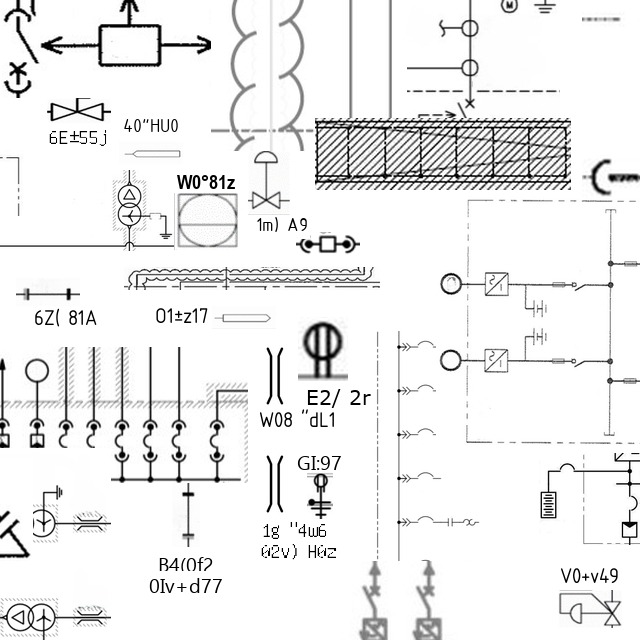 M
6E±55j
40"HU0
W0°81z
1m) A9
6Z( 81A
O1±z17
E2/ 2r
W08 "dL1
GI:97
1g "4w6
02v) H0z
B4(0f2
0Iv+d77
V0+v49